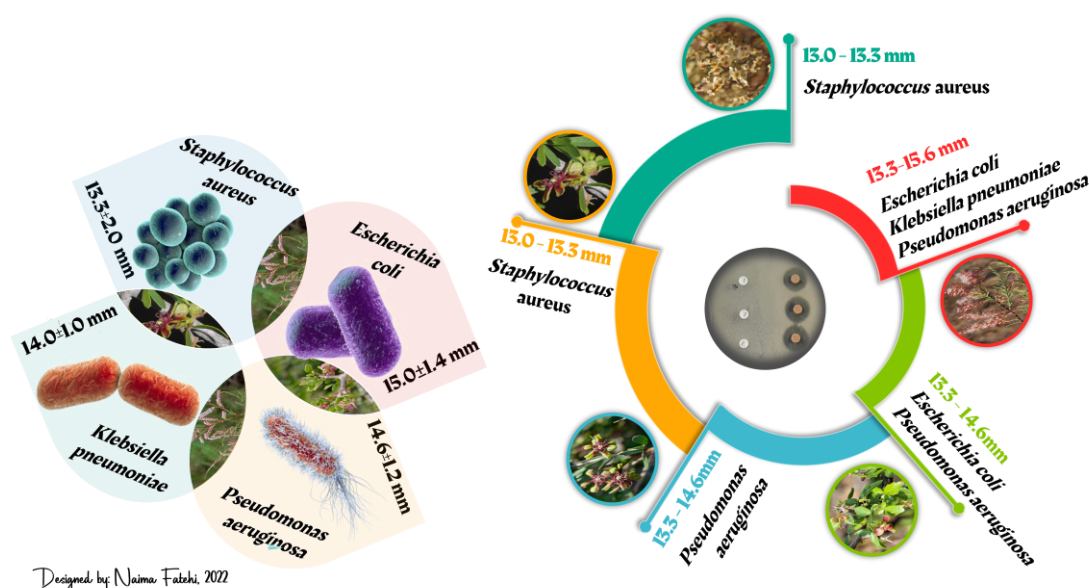 Staphylococcus
aureus
13.3±2.0 mm
Escherichia
coli
15.0±1.4 mm
14.0±1.0 mm
Klebsiella
pneumoniae
14.6±1.2 mm
Pseudomonas
aeruginosa
Designed by: Naima Fatehi, 2022
13.0 - 13.3 mm
Staphylococcus aureus
13.3-15.6 mm
Escherichia coli
Klebsiella pneumoniae
Pseudomonas aeruginosa
13.0 - 13.3 mm
Staphylococcus
aureus
13.3 - 14.6mm
Escherichia coli
Pseudomonas aeruginosa
13.3 - 14.6mm
Pseudomonas
aeruginosa